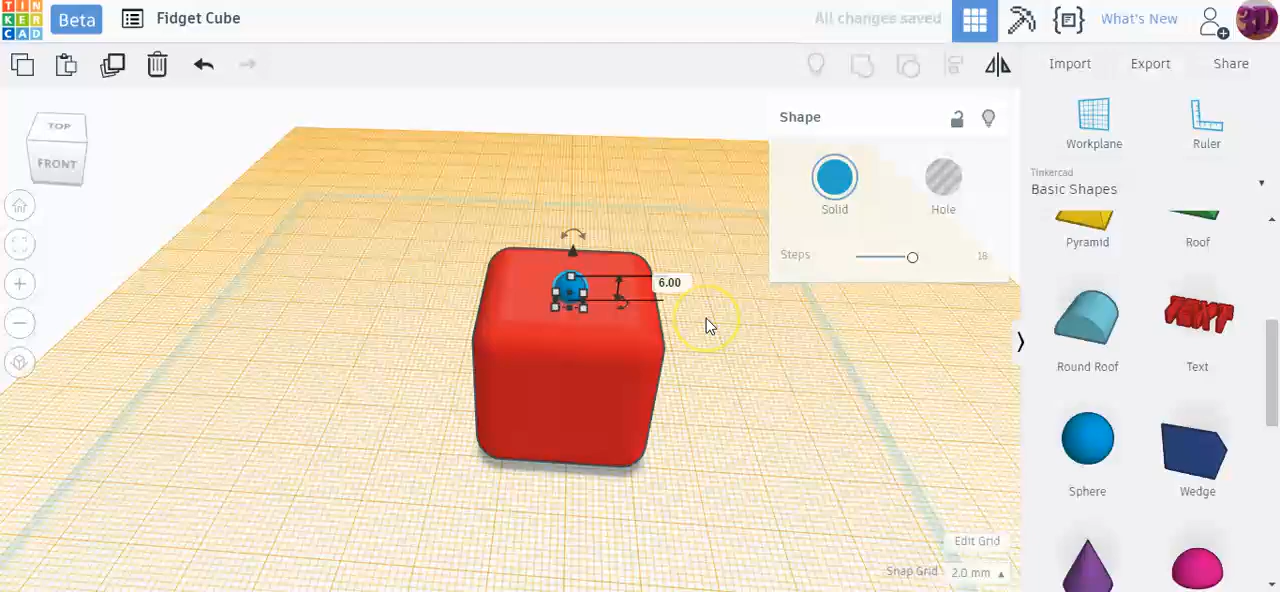 TIN
KER
CAD
Beta
Fidget Cube
All changes saved
What's New
Import
Export
Share
TOP
FRONT
Shape
Solid
Hole
Steps
18
6.00
Workplane
Ruler
Tinkercad
Basic Shapes
Pyramid
Roof
Round Roof
TEXT
Text
Sphere
Wedge
Edit Grid
Snap Grid
2.0 mm